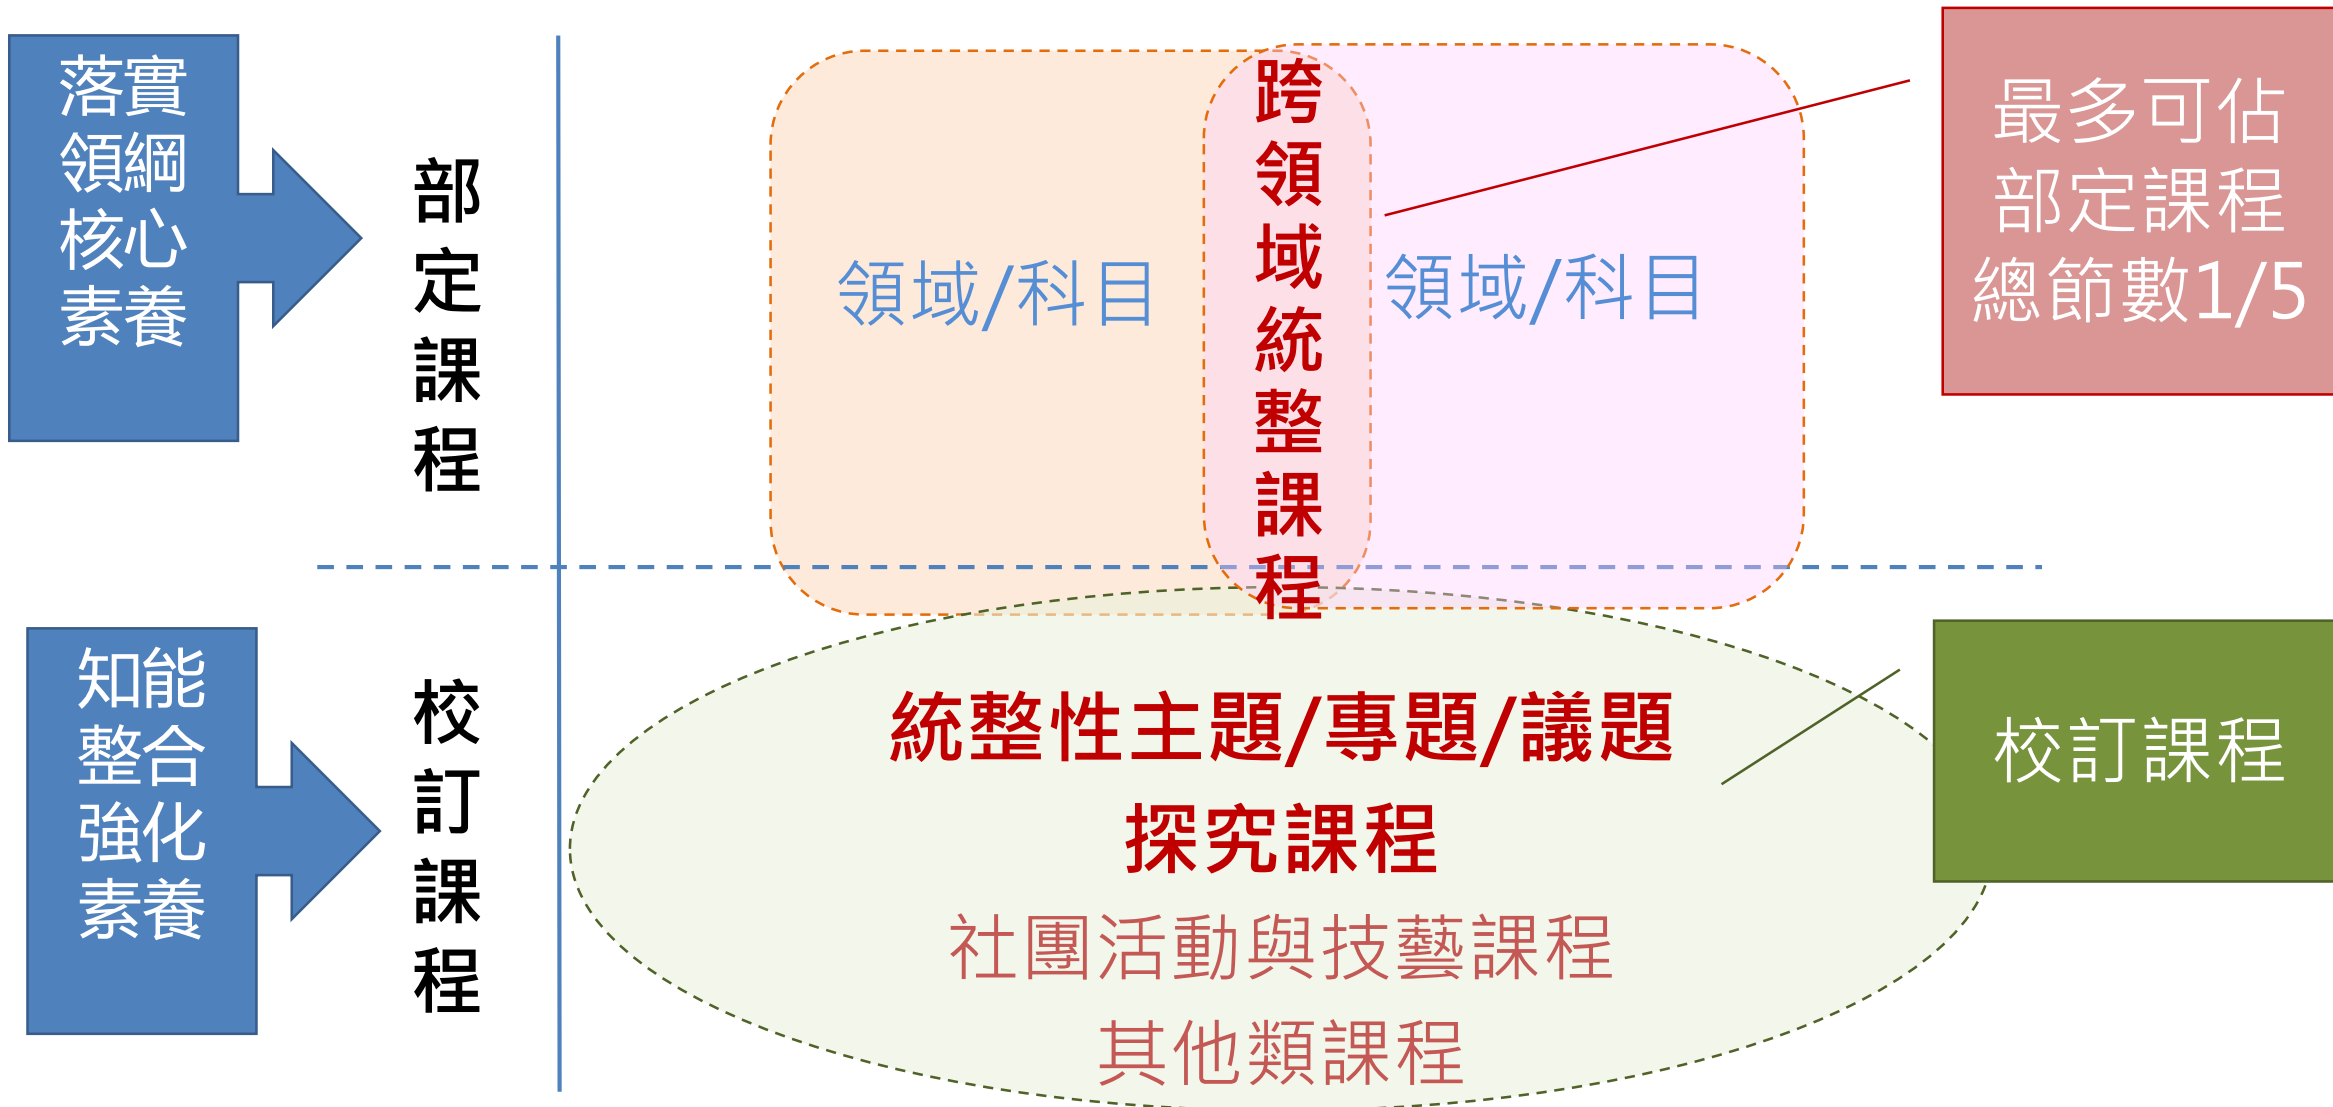 落實
領綱
核心
素養
部定課程
領域/科目
跨領域統整課程
領域/科目
最多可佔
部定課程
總節數1/5
知能
整合
強化
素養
校訂課程
統整性主題/專題/議題
探究課程
社團活動與技藝課程
其他類課程
校訂課程